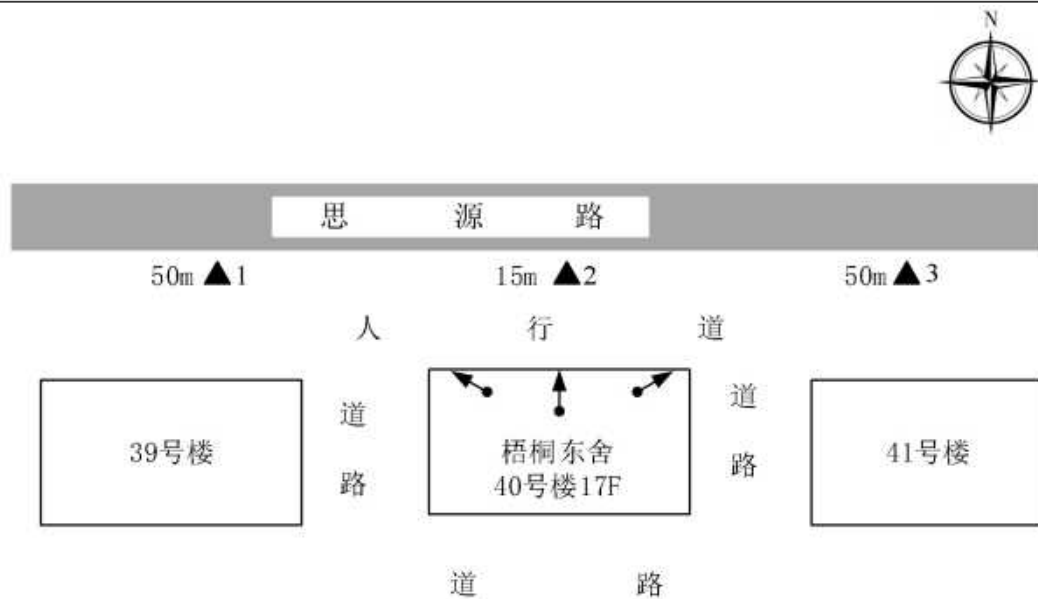 N
思源路
50m ▲1
15m ▲2
50m ▲3
人行道
道路
道路
39号楼
梧桐东舍
40号楼17F
41号楼
道路